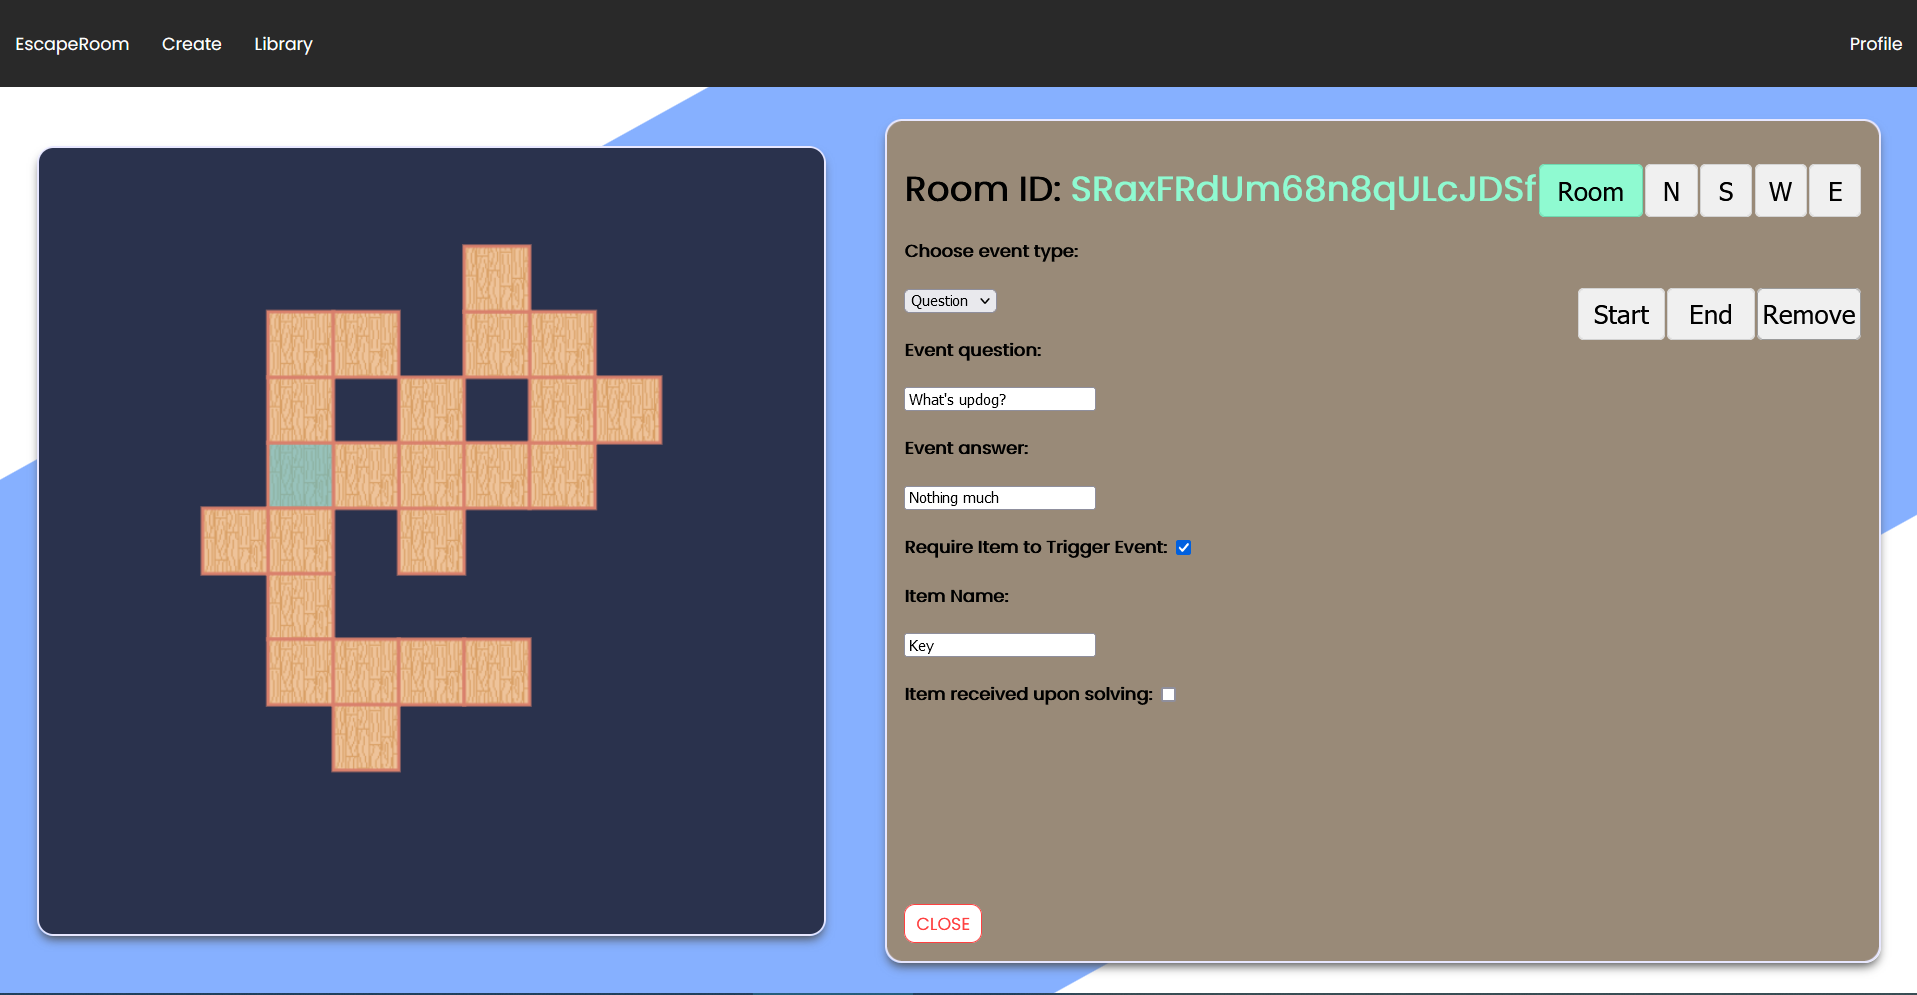 EscapeRoom Create Library Profile
Room ID: SRaxFRdUm68n8qULcJDSf Room N S W E
Choose event type:
Question
Start End Remove
Event question:
What's updog?
Event answer:
Nothing much
Require Item to Trigger Event:
Item Name:
Key
Item received upon solving:
CLOSE